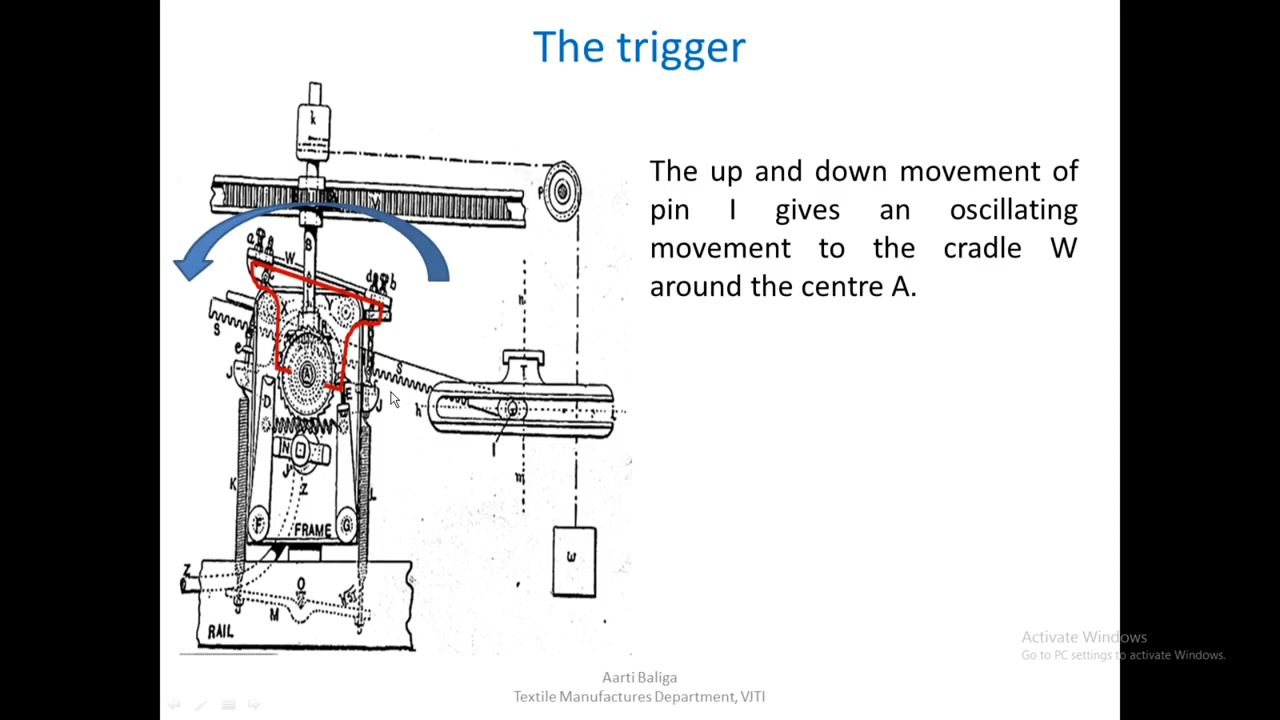 The trigger
The up and down movement of
pin I gives an oscillating
movement to the cradle W
around the centre A.
k
P
B
a
W
d
b
X
Y
S
S
A
T
n
h
J
D
E
J
I
N
m
K
Z
L
F
FRAME
G
w
Z
O
M
RAIL
Activate Windows
Go to PC settings to activate Windows.
Aarti Baliga
Textile Manufactures Department, VJTI